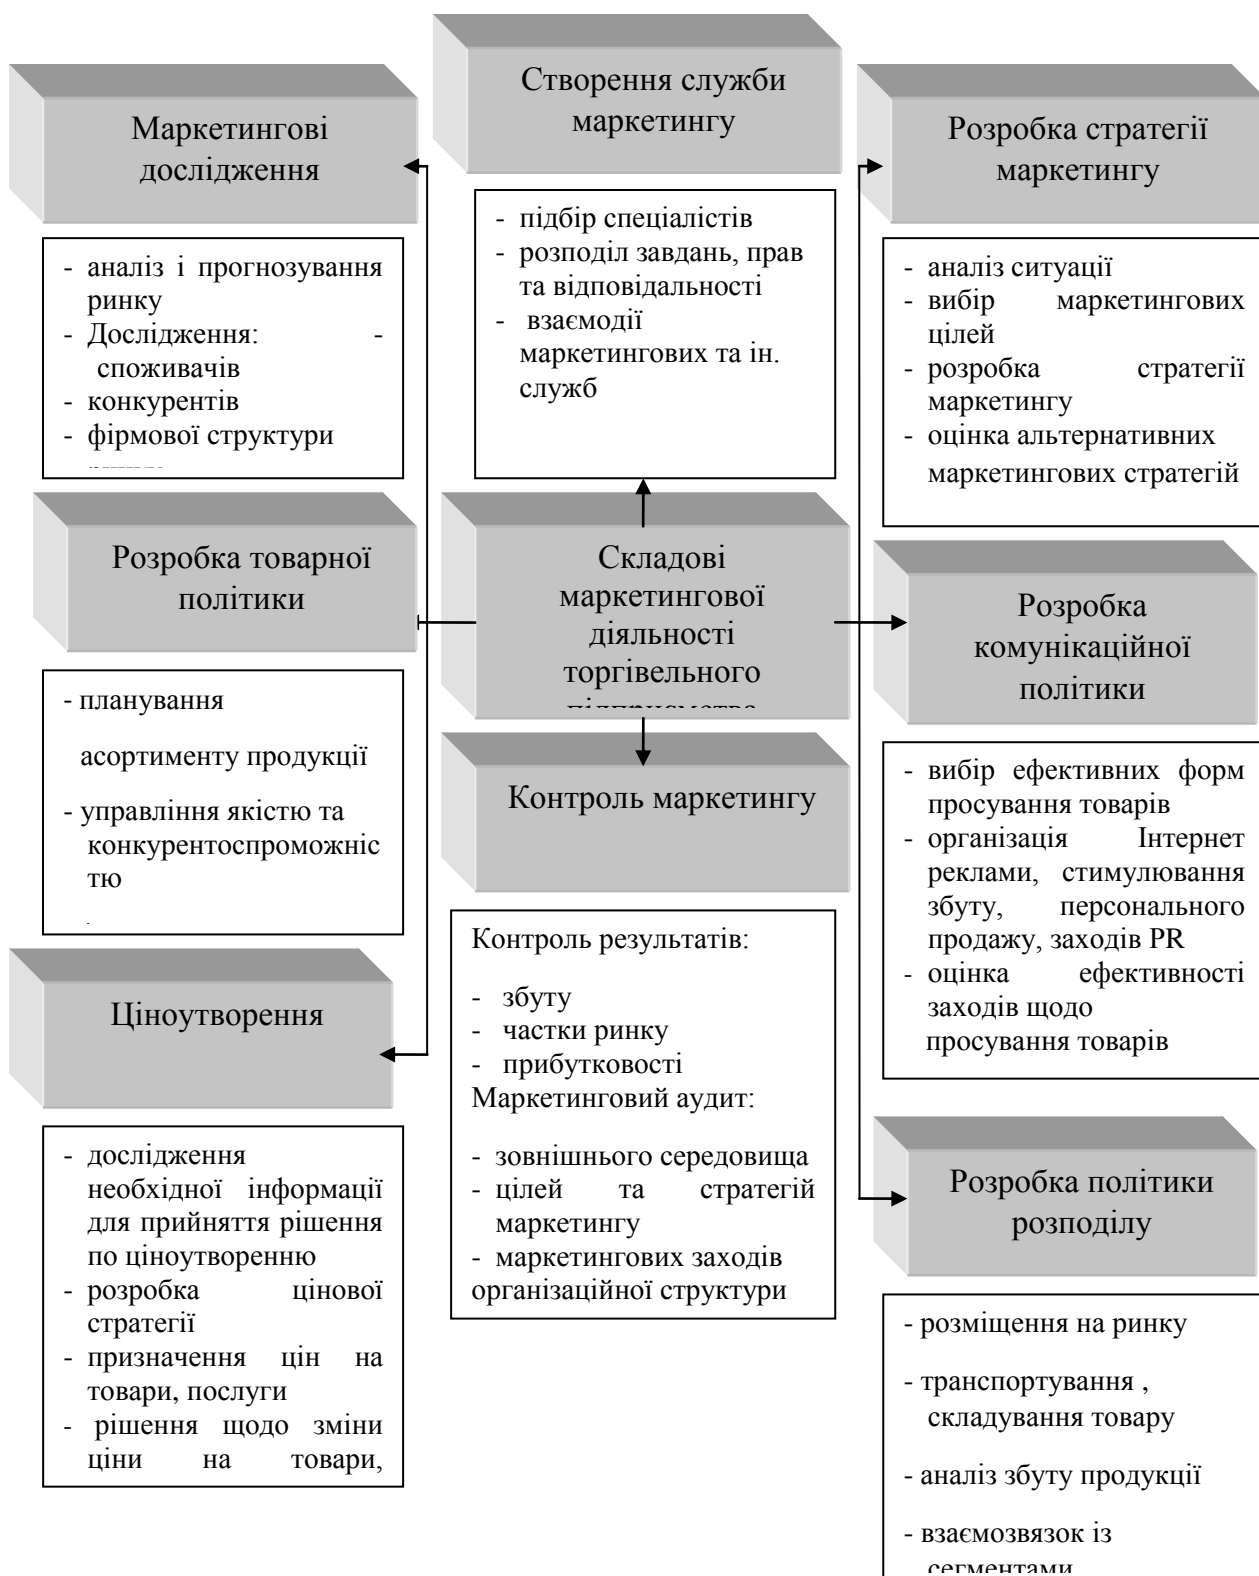 Маркетингові
дослідження
- аналіз і прогнозування
ринку
- Дослідження: -
споживачів
- конкурентів
- фірмової структури
Створення служби
маркетингу
- підбір спеціалістів
- розподіл завдань, прав
та відповідальності
- взаємодії
маркетингових та ін.
служб
Розробка стратегії
маркетингу
- аналіз ситуації
- вибір маркетингових
цілей
- розробка стратегії
маркетингу
- оцінка альтернативних
маркетингових стратегій
Розробка товарної
політики
- планування
асортименту продукції
- управління якістю та
конкурентоспроможніс
тю
Складові
маркетингової
діяльності
торгівельного
підприємства
Розробка
комунікаційної
політики
- вибір ефективних форм
просування товарів
- організація Інтернет
реклами, стимулювання
збуту, персонального
продажу, заходів PR
- оцінка ефективності
заходів щодо
просування товарів
Контроль маркетингу
Контроль результатів:
- збуту
- частки ринку
- прибутковості
Маркетинговий аудит:
- зовнішнього середовища
- цілей та стратегій
маркетингу
- маркетингових заходів
організаційної структури
Ціноутворення
- дослідження
необхідної інформації
для прийняття рішення
по ціноутворенню
- розробка цінової
стратегії
- призначення цін на
товари, послуги
- рішення щодо зміни
ціни на товари,
Розробка політики
розподілу
- розміщення на ринку
- транспортування ,
складування товару
- аналіз збуту продукції
- взаємозвязок із
сегментами